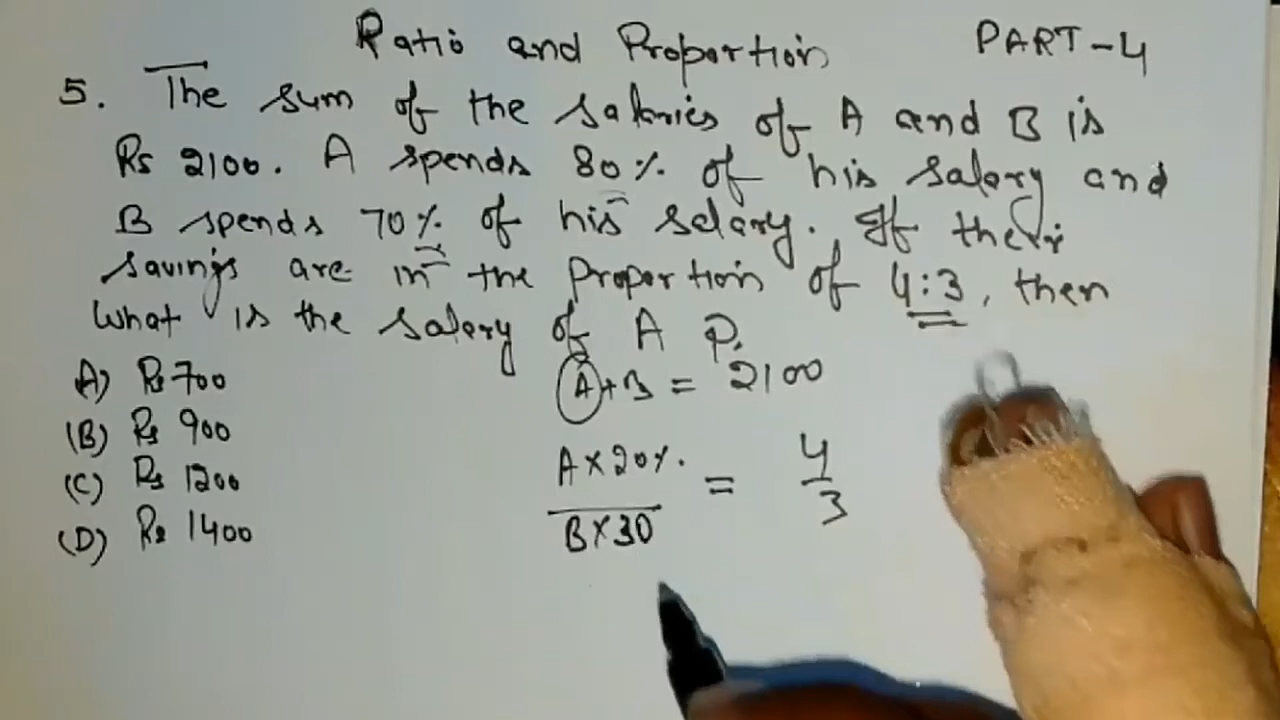 Ratio and Proportion PART-4
5. The sum of the salaries of A and B is
Rs 2100. A spends 80% of his salary and
B spends 70% of his salary. If their
savings are in the proportion of 4:3, then
what is the salary of A ?
A) Rs 700
(B) Rs 900
(C) Rs 1200
(D) Rs 1400
A+B = 2100
A×20%. = 4
B×30 3